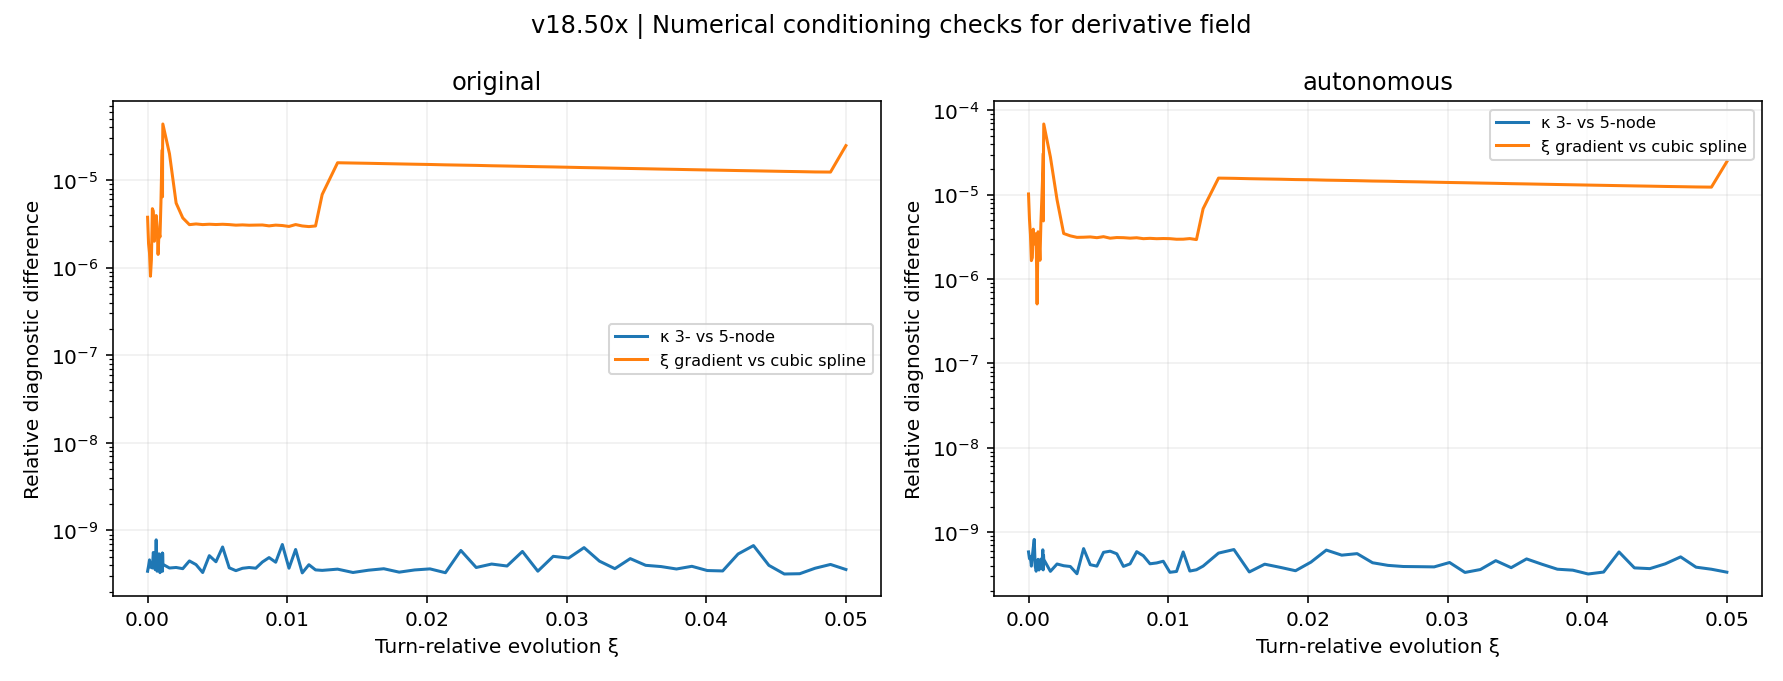 v18.50x | Numerical conditioning checks for derivative field
original
Relative diagnostic difference
10⁻⁵
10⁻⁶
10⁻⁷
10⁻⁸
10⁻⁹
κ 3- vs 5-node
ξ gradient vs cubic spline
0.00 0.01 0.02 0.03 0.04 0.05
Turn-relative evolution ξ
autonomous
Relative diagnostic difference
10⁻⁴
10⁻⁵
10⁻⁶
10⁻⁷
10⁻⁸
10⁻⁹
κ 3- vs 5-node
ξ gradient vs cubic spline
0.00 0.01 0.02 0.03 0.04 0.05
Turn-relative evolution ξ